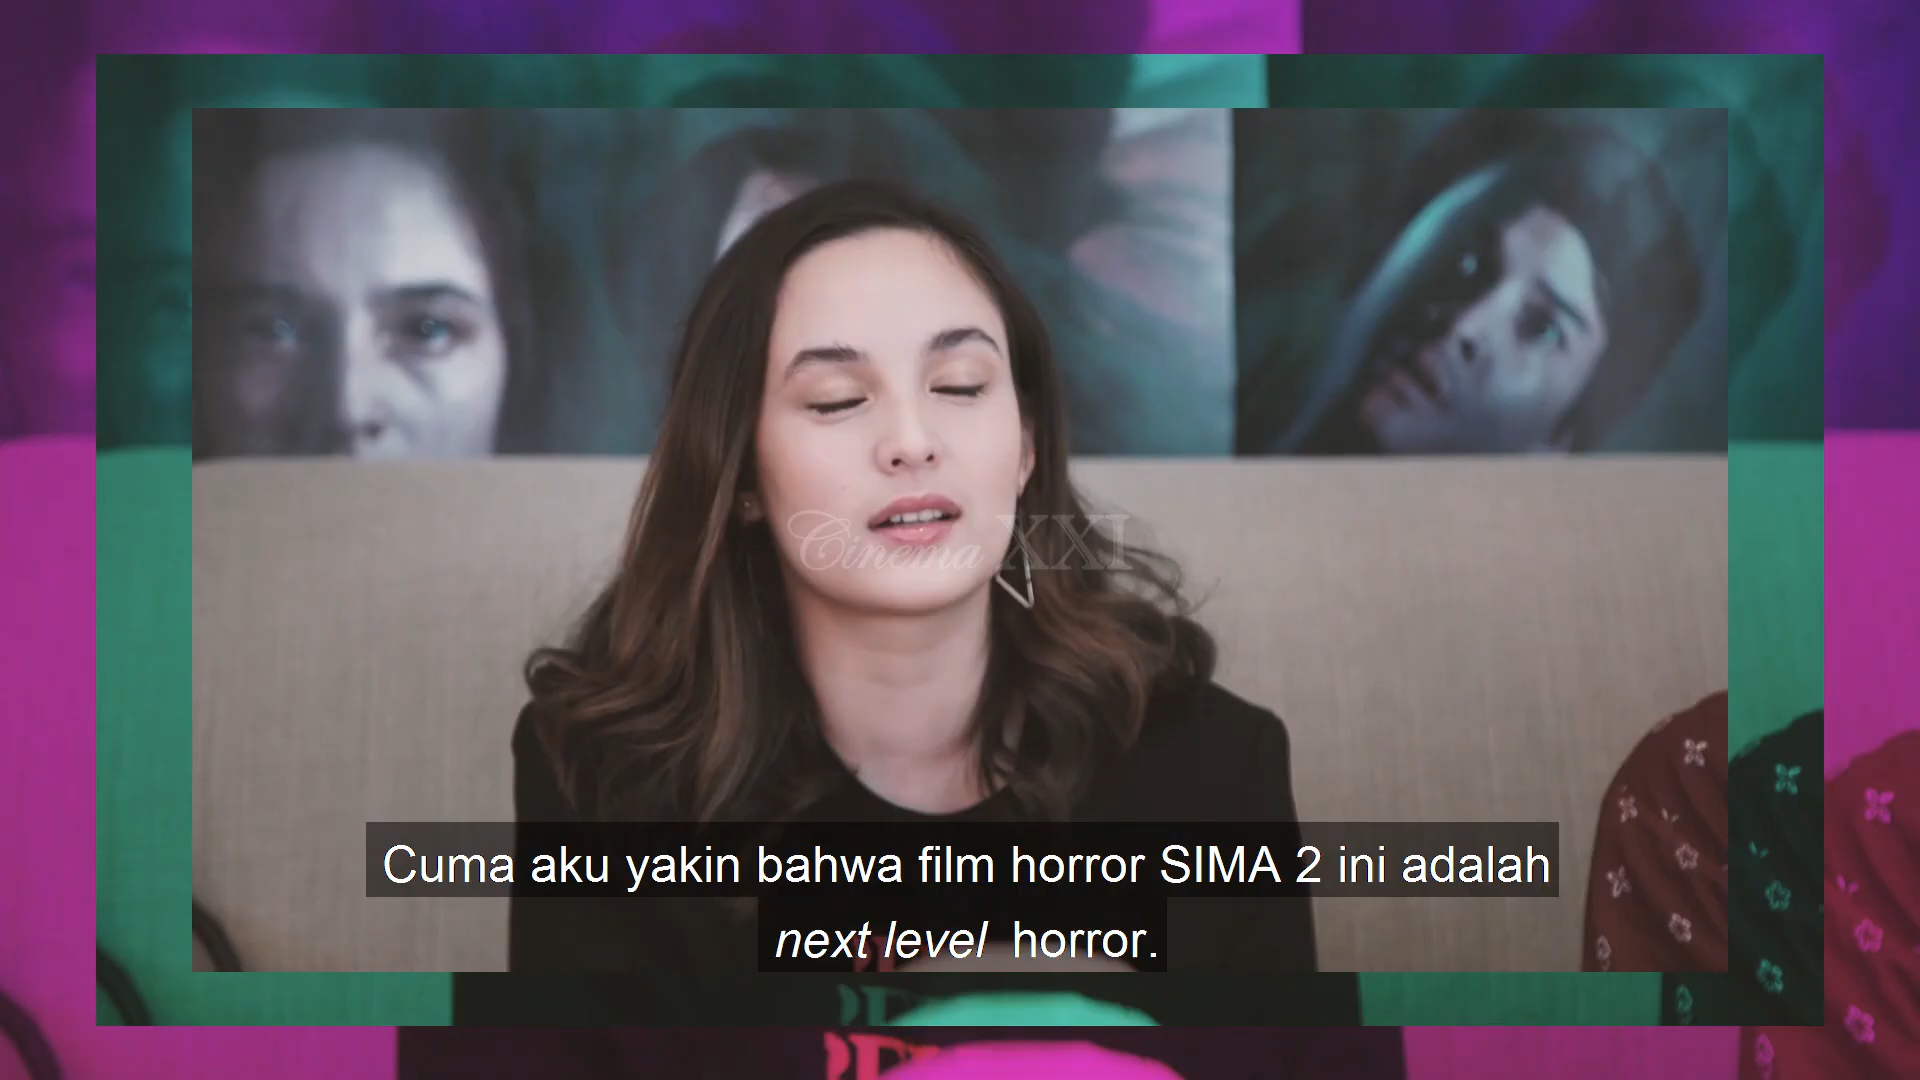 Cinema XXI
Cuma aku yakin bahwa film horror SIMA 2 ini adalah
next level horror.